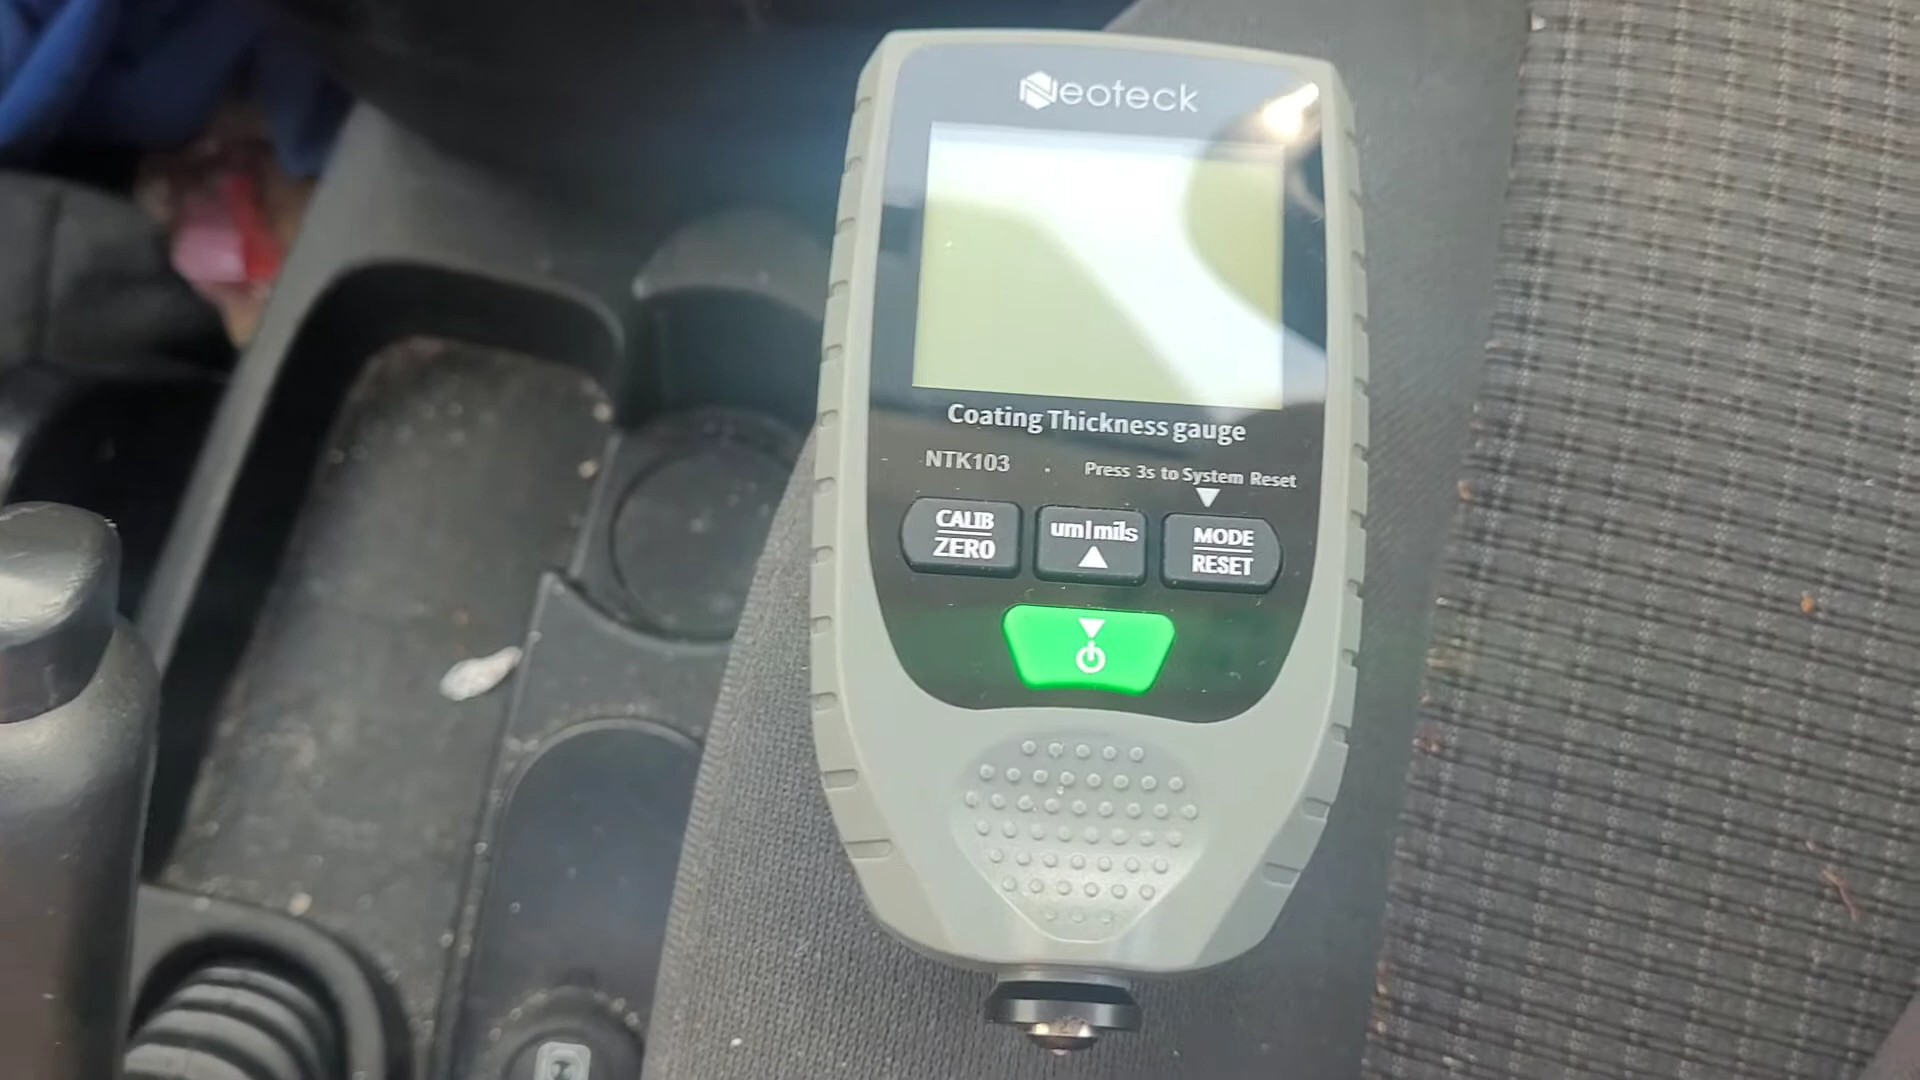 Neoteck
Coating Thickness gauge
NTK103
Press 3s to System Reset
CALIB
ZERO
um|mils
MODE
RESET